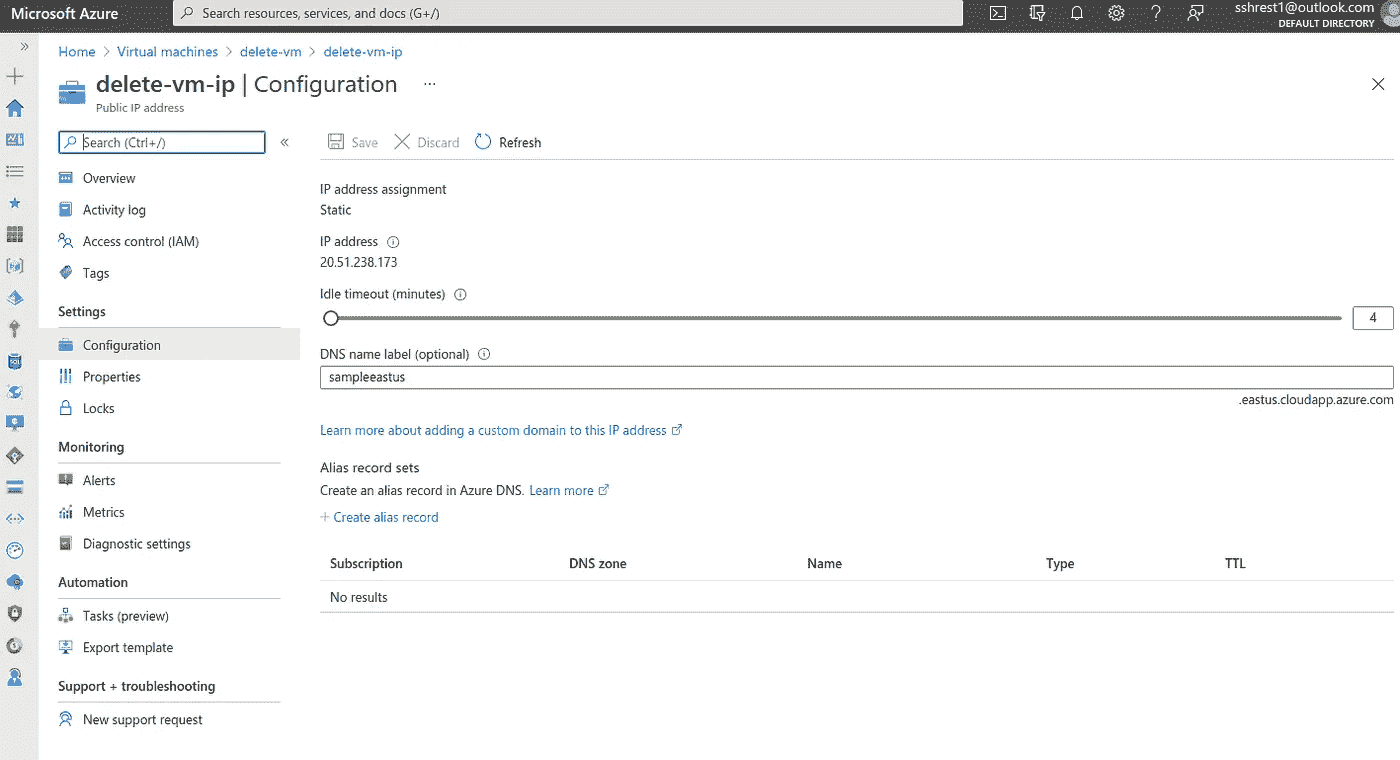 Microsoft Azure
Search resources, services, and docs (G+/)
sshrest1@outlook.com
DEFAULT DIRECTORY
Home > Virtual machines > delete-vm > delete-vm-ip
delete-vm-ip | Configuration ...
Public IP address
Search (Ctrl+/)
«
Save
Discard
Refresh
Overview
Activity log
Access control (IAM)
Tags
Settings
Configuration
Properties
Locks
Monitoring
Alerts
Metrics
Diagnostic settings
Automation
Tasks (preview)
Export template
Support + troubleshooting
New support request
IP address assignment
Static
IP address
20.51.238.173
Idle timeout (minutes)
4
DNS name label (optional)
sampleeastus
.eastus.cloudapp.azure.com
Learn more about adding a custom domain to this IP address
Alias record sets
Create an alias record in Azure DNS. Learn more
+ Create alias record
Subscription DNS zone Name Type TTL
No results